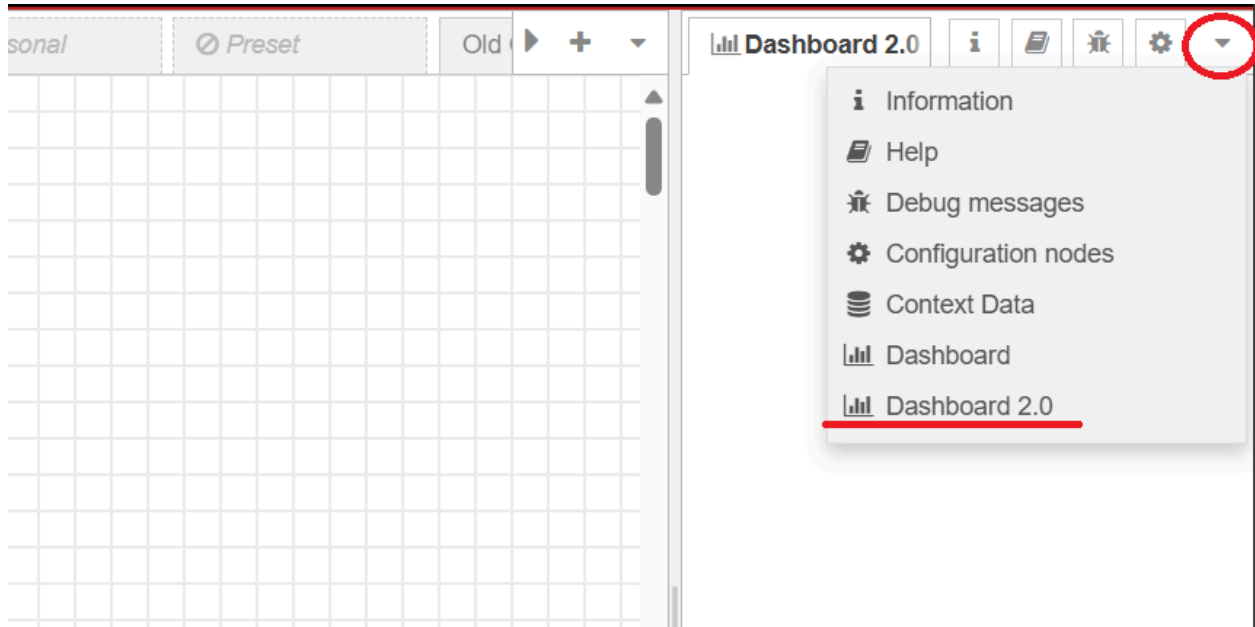 sonal
Preset
Old
Dashboard 2.0
i
Information
Help
Debug messages
Configuration nodes
Context Data
Dashboard
Dashboard 2.0